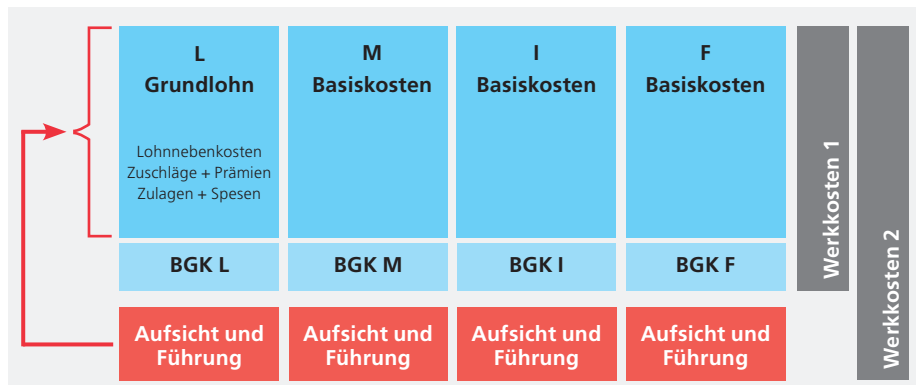 L
Grundlohn
Lohnnebenkosten
Zuschläge + Prämien
Zulagen + Spesen
M
Basiskosten
I
Basiskosten
F
Basiskosten
BGK L
BGK M
BGK I
BGK F
Aufsicht und
Führung
Aufsicht und
Führung
Aufsicht und
Führung
Aufsicht und
Führung
Werkkosten 1
Werkkosten 2